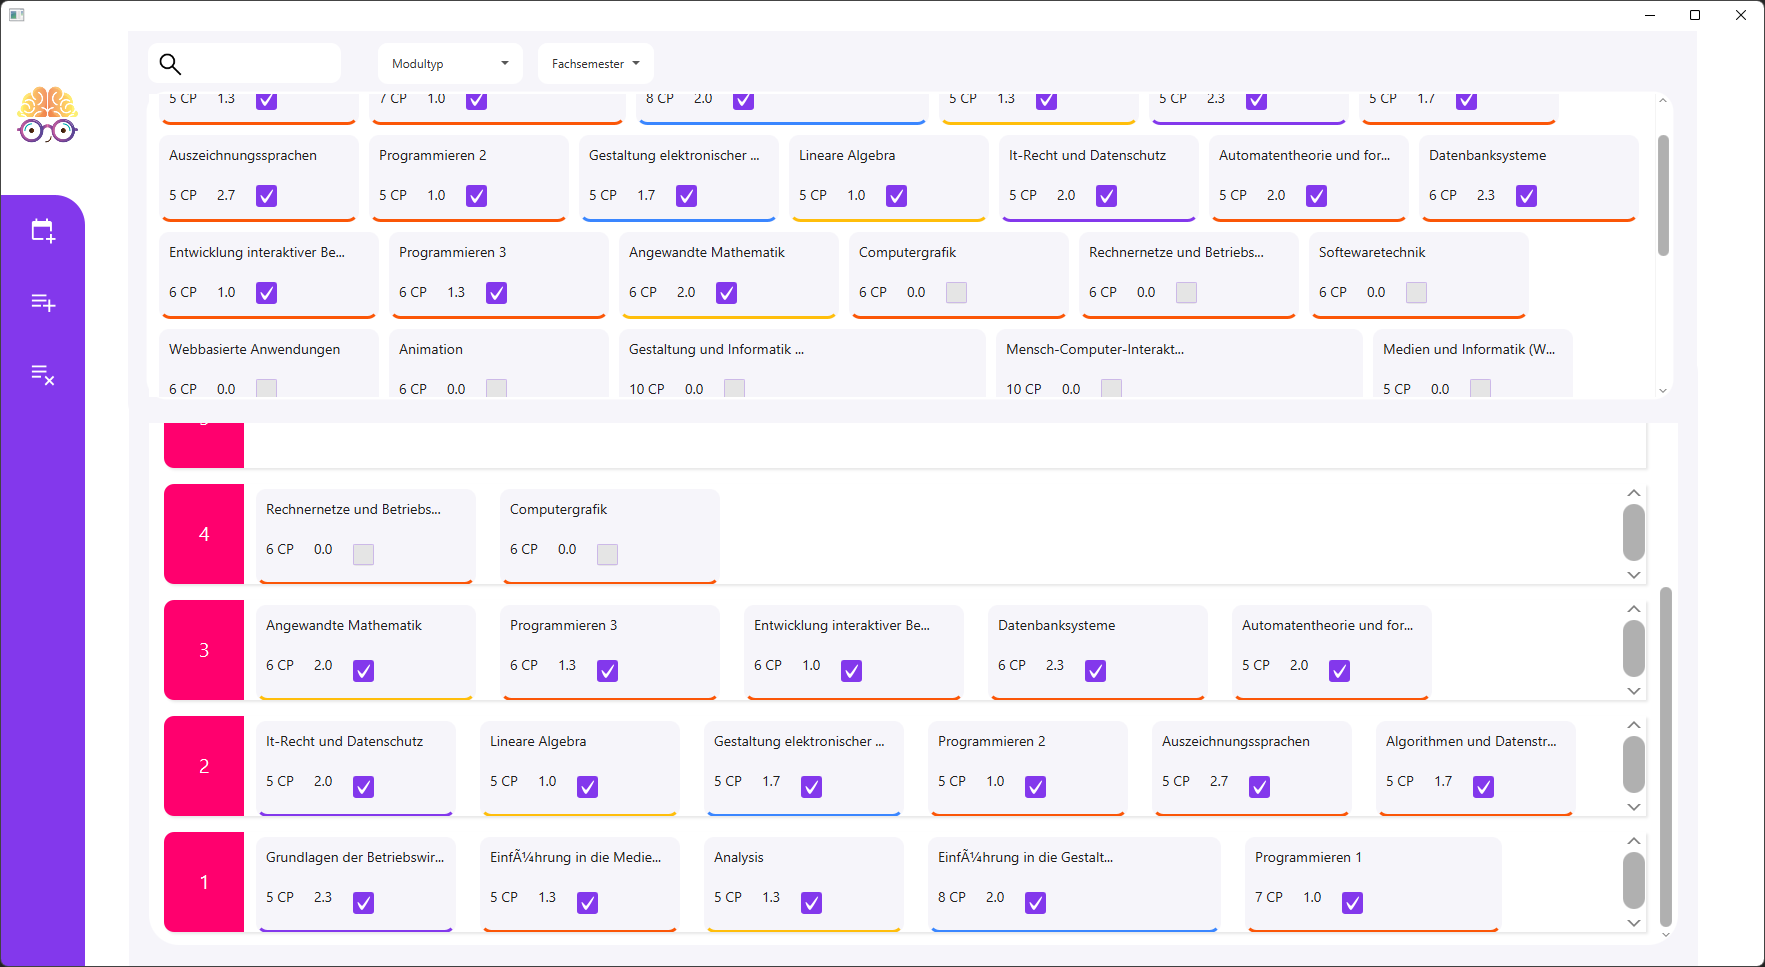 Modultyp Fachsemester
5 CP 1.3 7 CP 1.0 8 CP 2.0 5 CP 1.3 5 CP 2.3 5 CP 1.7
Auszeichnungssprachen Programmieren 2 Gestaltung elektronischer ... Lineare Algebra It-Recht und Datenschutz Automatentheorie und for... Datenbanksysteme
5 CP 2.7 5 CP 1.0 5 CP 1.7 5 CP 1.0 5 CP 2.0 5 CP 2.0 6 CP 2.3
Entwicklung interaktiver Be... Programmieren 3 Angewandte Mathematik Computergrafik Rechnernetze und Betriebs... Softewaretechnik
6 CP 1.0 6 CP 1.3 6 CP 2.0 6 CP 0.0 6 CP 0.0 6 CP 0.0
Webbasierte Anwendungen Animation Gestaltung und Informatik ... Mensch-Computer-Interakt... Medien und Informatik (W...
6 CP 0.0 6 CP 0.0 10 CP 0.0 10 CP 0.0 5 CP 0.0
Rechnernetze und Betriebs... Computergrafik
4
6 CP 0.0 6 CP 0.0
Angewandte Mathematik Programmieren 3 Entwicklung interaktiver Be... Datenbanksysteme Automatentheorie und for...
3
6 CP 2.0 6 CP 1.3 6 CP 1.0 6 CP 2.3 5 CP 2.0
It-Recht und Datenschutz Lineare Algebra Gestaltung elektronischer ... Programmieren 2 Auszeichnungssprachen Algorithmen und Datenstr...
2
5 CP 2.0 5 CP 1.0 5 CP 1.7 5 CP 1.0 5 CP 2.7 5 CP 1.7
Grundlagen der Betriebswir... EinfÃ¼hrung in die Medie... Analysis EinfÃ¼hrung in die Gestalt... Programmieren 1
1
5 CP 2.3 5 CP 1.3 5 CP 1.3 8 CP 2.0 7 CP 1.0